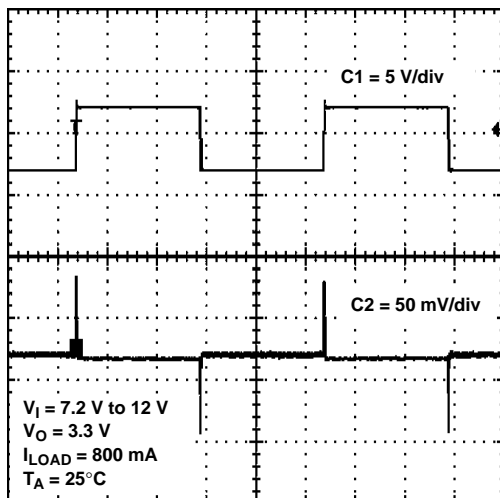 C1 = 5 V/div
T
C2 = 50 mV/div
V_I = 7.2 V to 12 V
V_O = 3.3 V
I_LOAD = 800 mA
T_A = 25°C